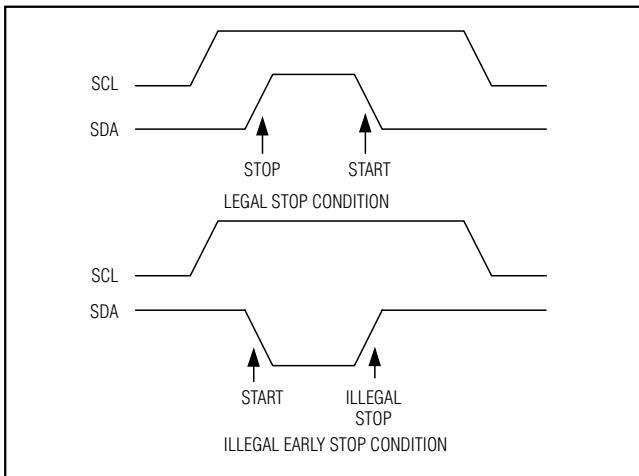 SCL
SDA
STOP START
LEGAL STOP CONDITION
SCL
SDA
START ILLEGAL
STOP
ILLEGAL EARLY STOP CONDITION